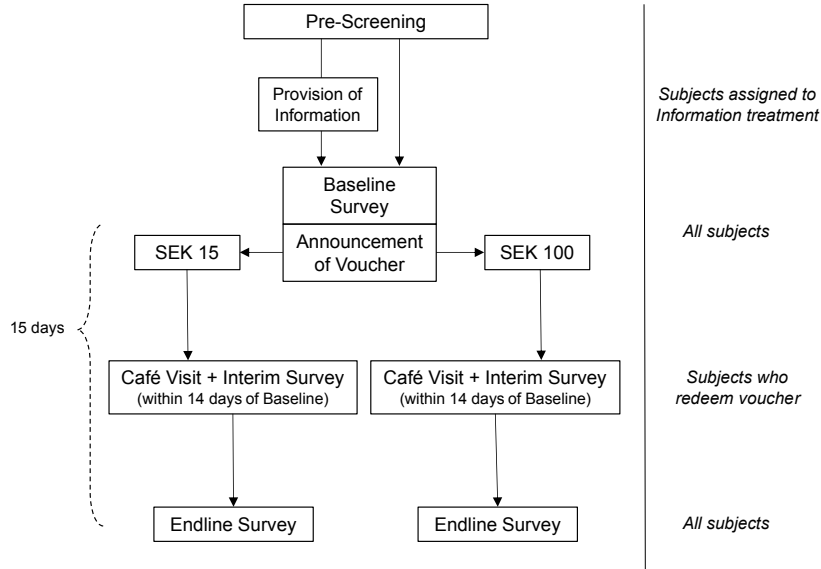 Pre-Screening
Provision of
Information
Subjects assigned to
Information treatment
Baseline
Survey
Announcement
of Voucher
All subjects
SEK 15
SEK 100
15 days
Café Visit + Interim Survey
(within 14 days of Baseline)
Café Visit + Interim Survey
(within 14 days of Baseline)
Subjects who
redeem voucher
Endline Survey
Endline Survey
All subjects